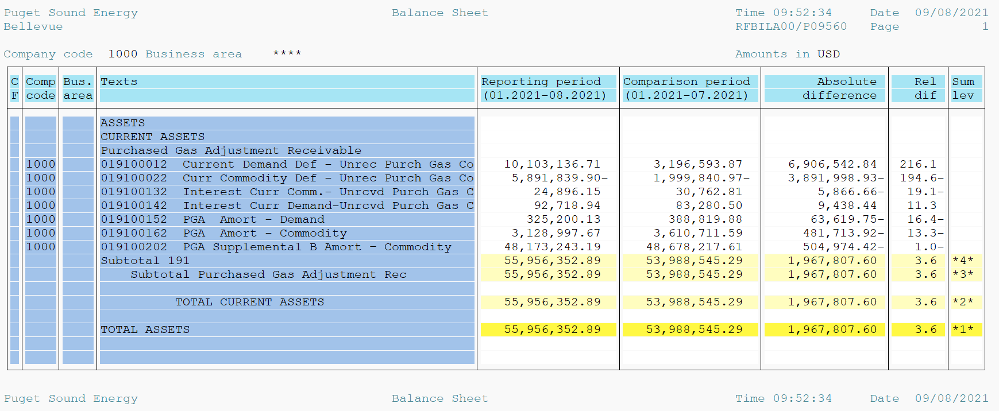 Puget Sound Energy Balance Sheet Time 09:52:34 Date 09/08/2021
Bellevue RFBILA00/P09560 Page 1
Company code 1000 Business area **** Amounts in USD
C Comp Bus. Texts Reporting period Comparison period Absolute Rel Sum
F code area (01.2021-08.2021) (01.2021-07.2021) difference dif lev
ASSETS
CURRENT ASSETS
Purchased Gas Adjustment Receivable
1000 019100012 Current Demand Def - Unrec Purch Gas Co 10,103,136.71 3,196,593.87 6,906,542.84 216.1
1000 019100022 Curr Commodity Def - Unrec Purch Gas Co 5,891,839.90- 1,999,840.97- 3,891,998.93- 194.6-
1000 019100132 Interest Curr Comm.- Unrcvd Purch Gas C 24,896.15 30,762.81 5,866.66- 19.1-
1000 019100142 Interest Curr Demand-Unrcvd Purch Gas C 92,718.94 83,280.50 9,438.44 11.3
1000 019100152 PGA Amort - Demand 325,200.13 388,819.88 63,619.75- 16.4-
1000 019100162 PGA Amort - Commodity 3,128,997.67 3,610,711.59 481,713.92- 13.3-
1000 019100202 PGA Supplemental B Amort - Commodity 48,173,243.19 48,678,217.61 504,974.42- 1.0-
Subtotal 191 55,956,352.89 53,988,545.29 1,967,807.60 3.6 *4*
Subtotal Purchased Gas Adjustment Rec 55,956,352.89 53,988,545.29 1,967,807.60 3.6 *3*
TOTAL CURRENT ASSETS 55,956,352.89 53,988,545.29 1,967,807.60 3.6 *2*
TOTAL ASSETS 55,956,352.89 53,988,545.29 1,967,807.60 3.6 *1*
Puget Sound Energy Balance Sheet Time 09:52:34 Date 09/08/2021